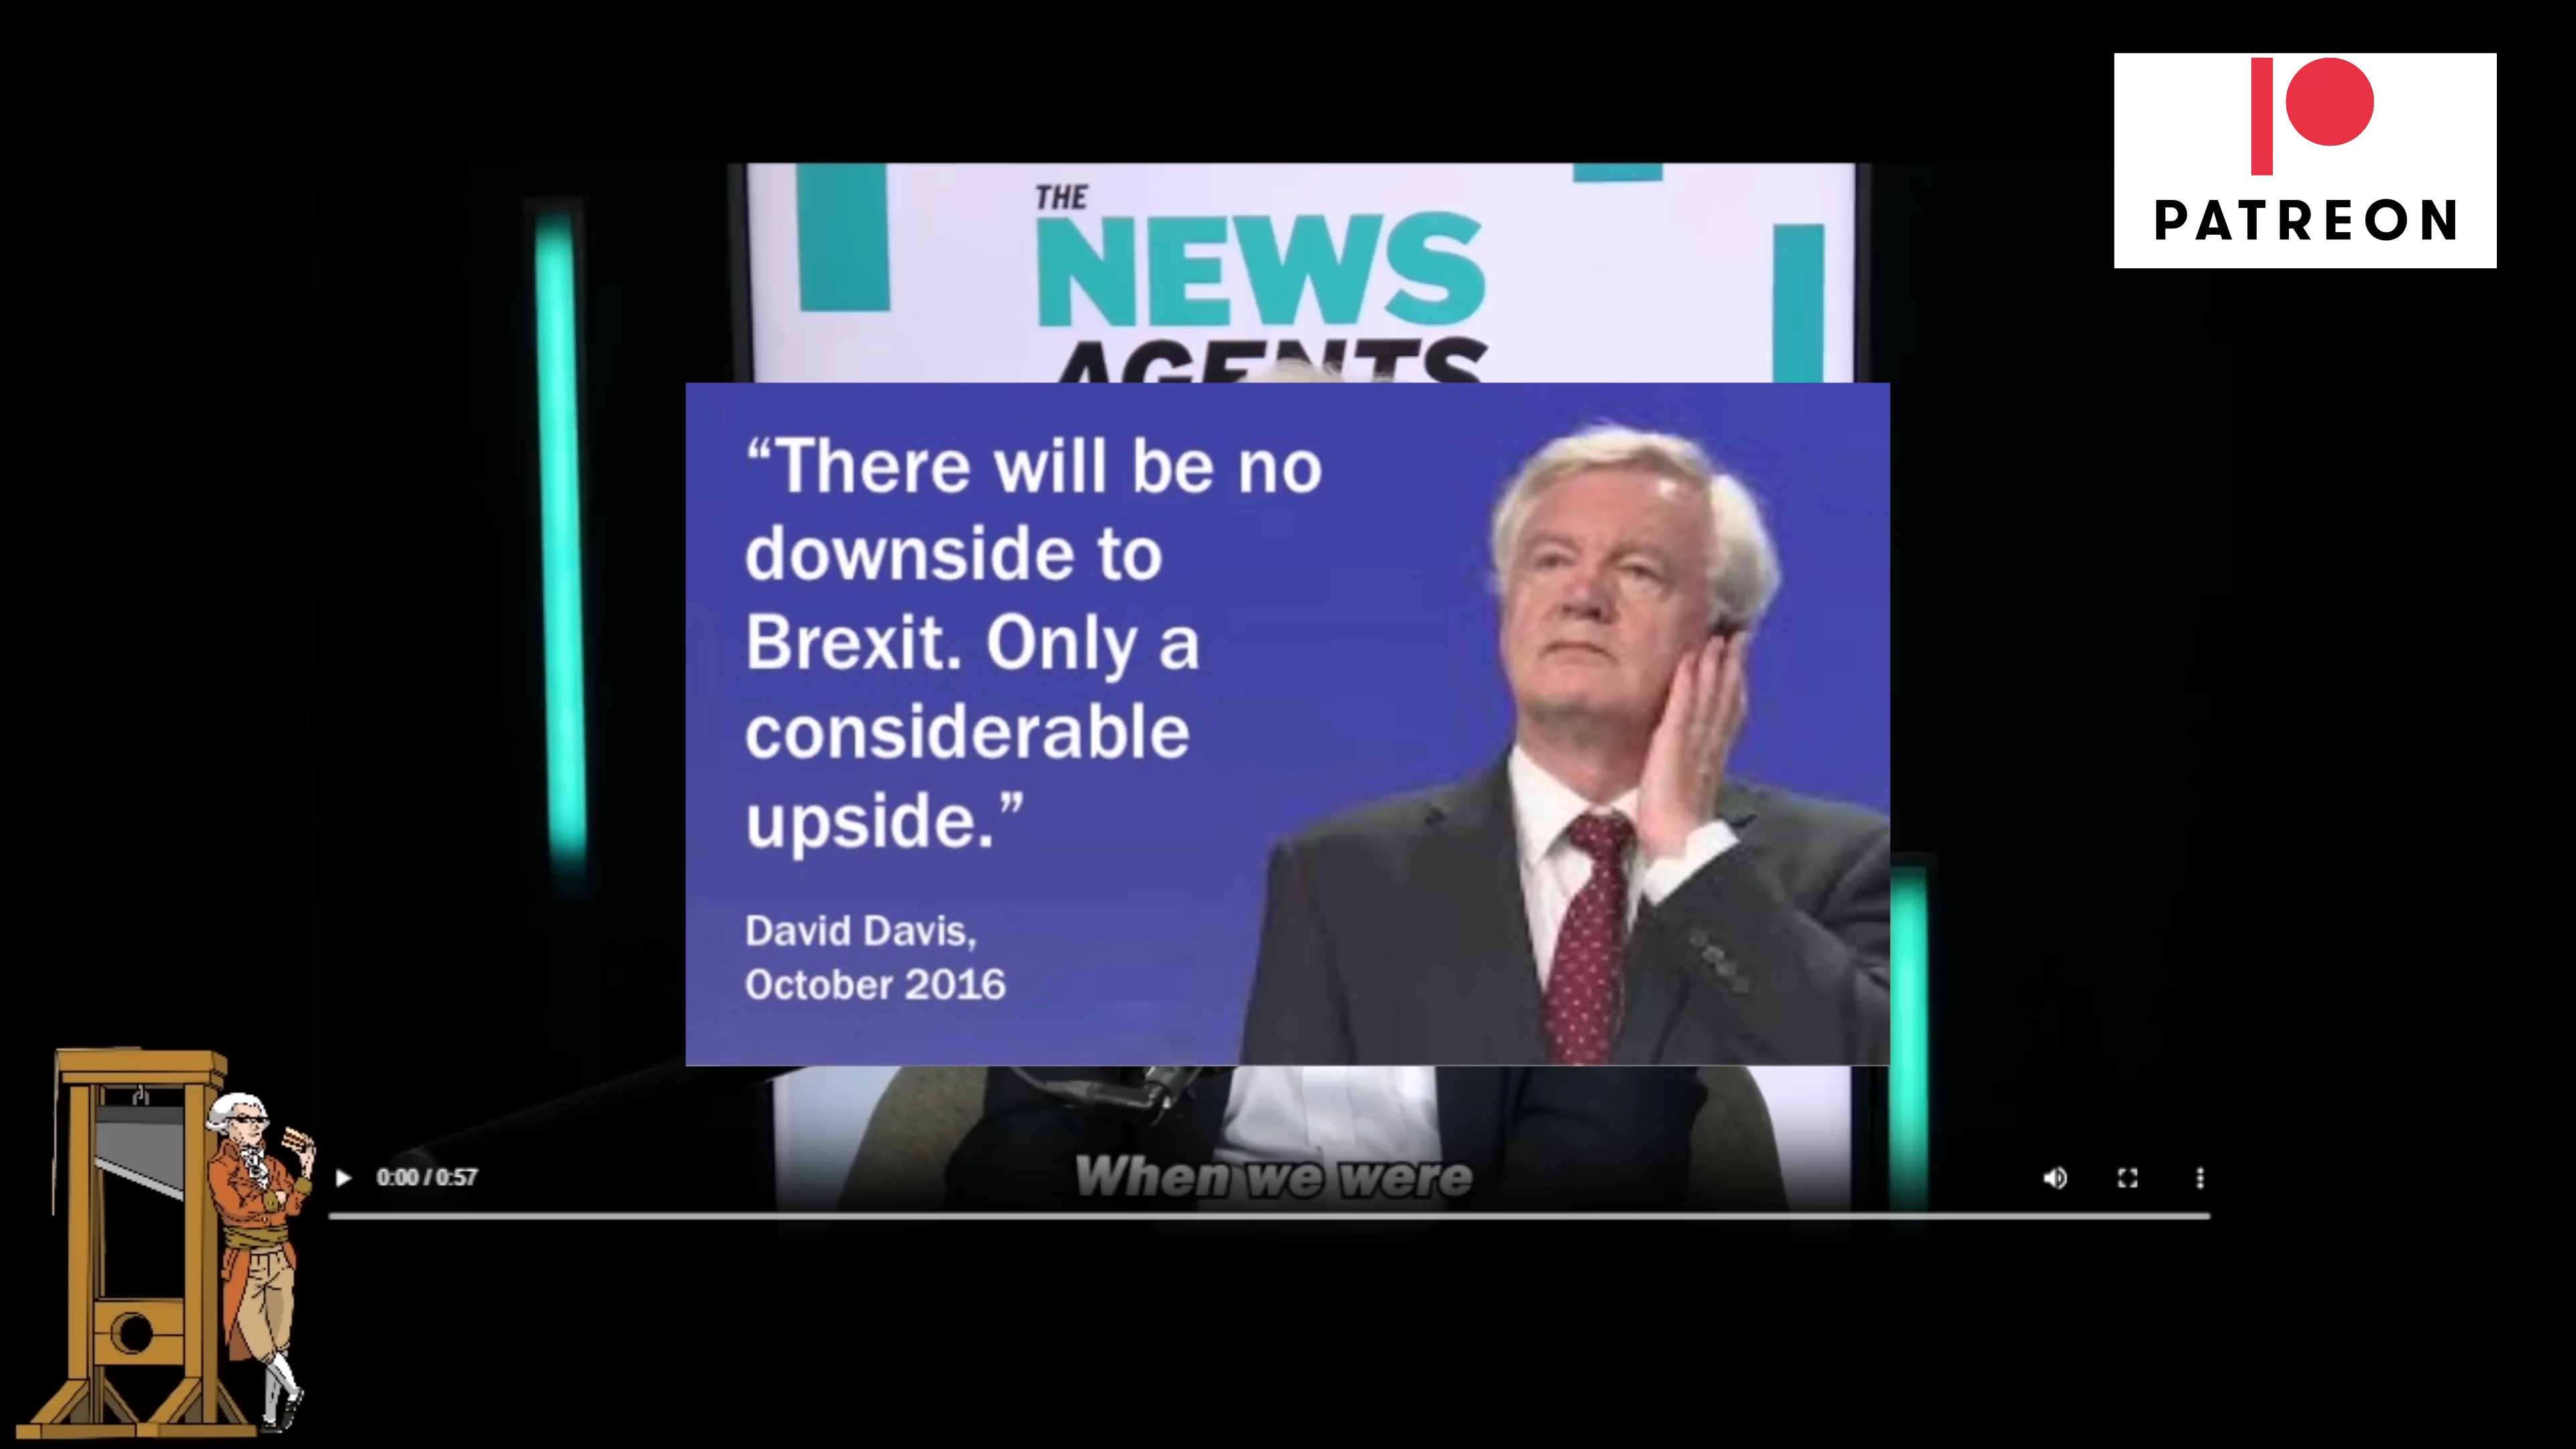 PATREON
THE
NEWS
AGENTS
“There will be no
downside to
Brexit. Only a
considerable
upside.”
David Davis,
October 2016
When we were
0:00 / 0:57